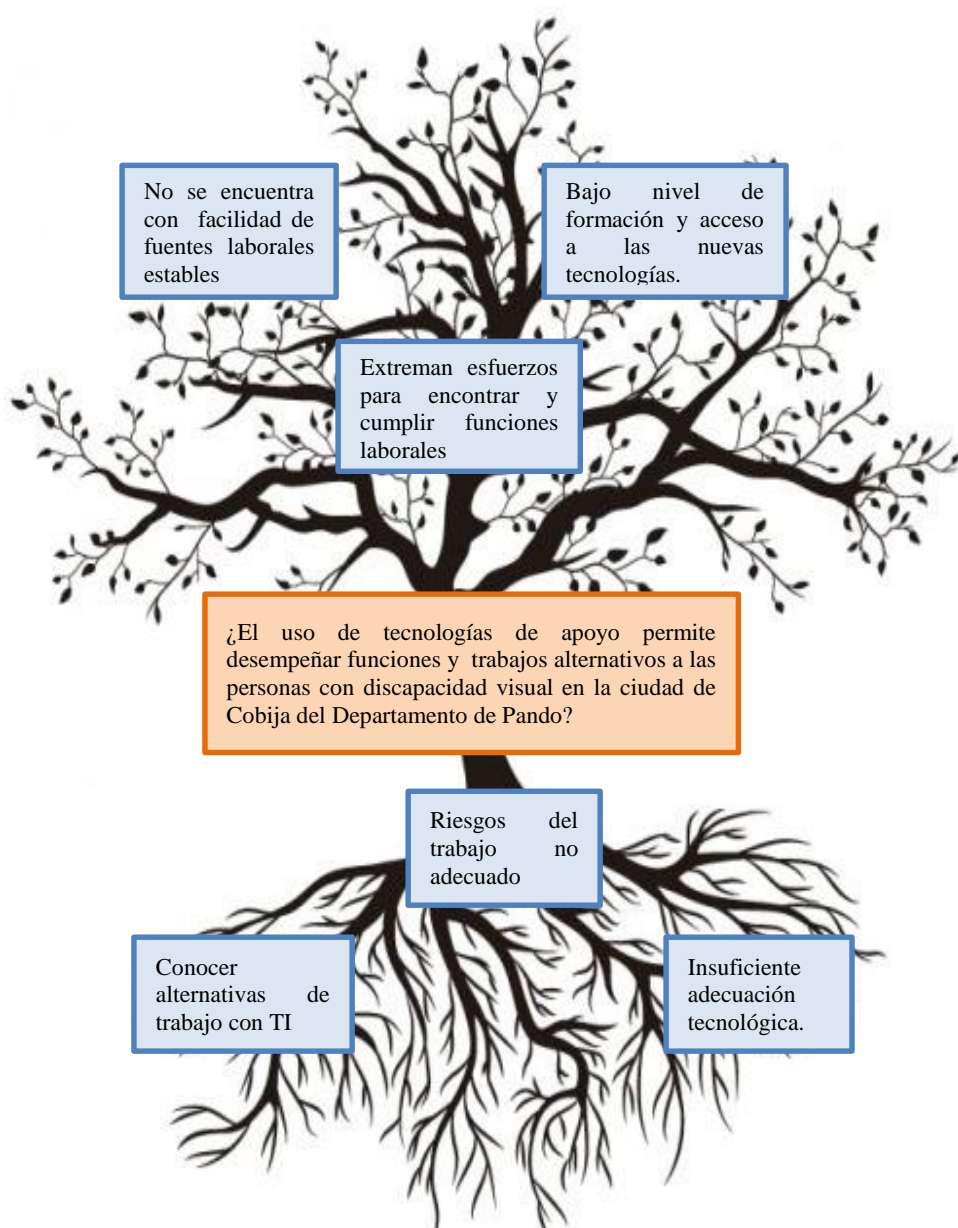 No se encuentra
con facilidad de
fuentes laborales
estables
Bajo nivel de
formación y acceso
a las nuevas
tecnologías.
Extreman esfuerzos
para encontrar y
cumplir funciones
laborales
¿El uso de tecnologías de apoyo permite
desempeñar funciones y trabajos alternativos a las
personas con discapacidad visual en la ciudad de
Cobija del Departamento de Pando?
Riesgos del
trabajo no
adecuado
Conocer
alternativas de
trabajo con TI
Insuficiente
adecuación
tecnológica.